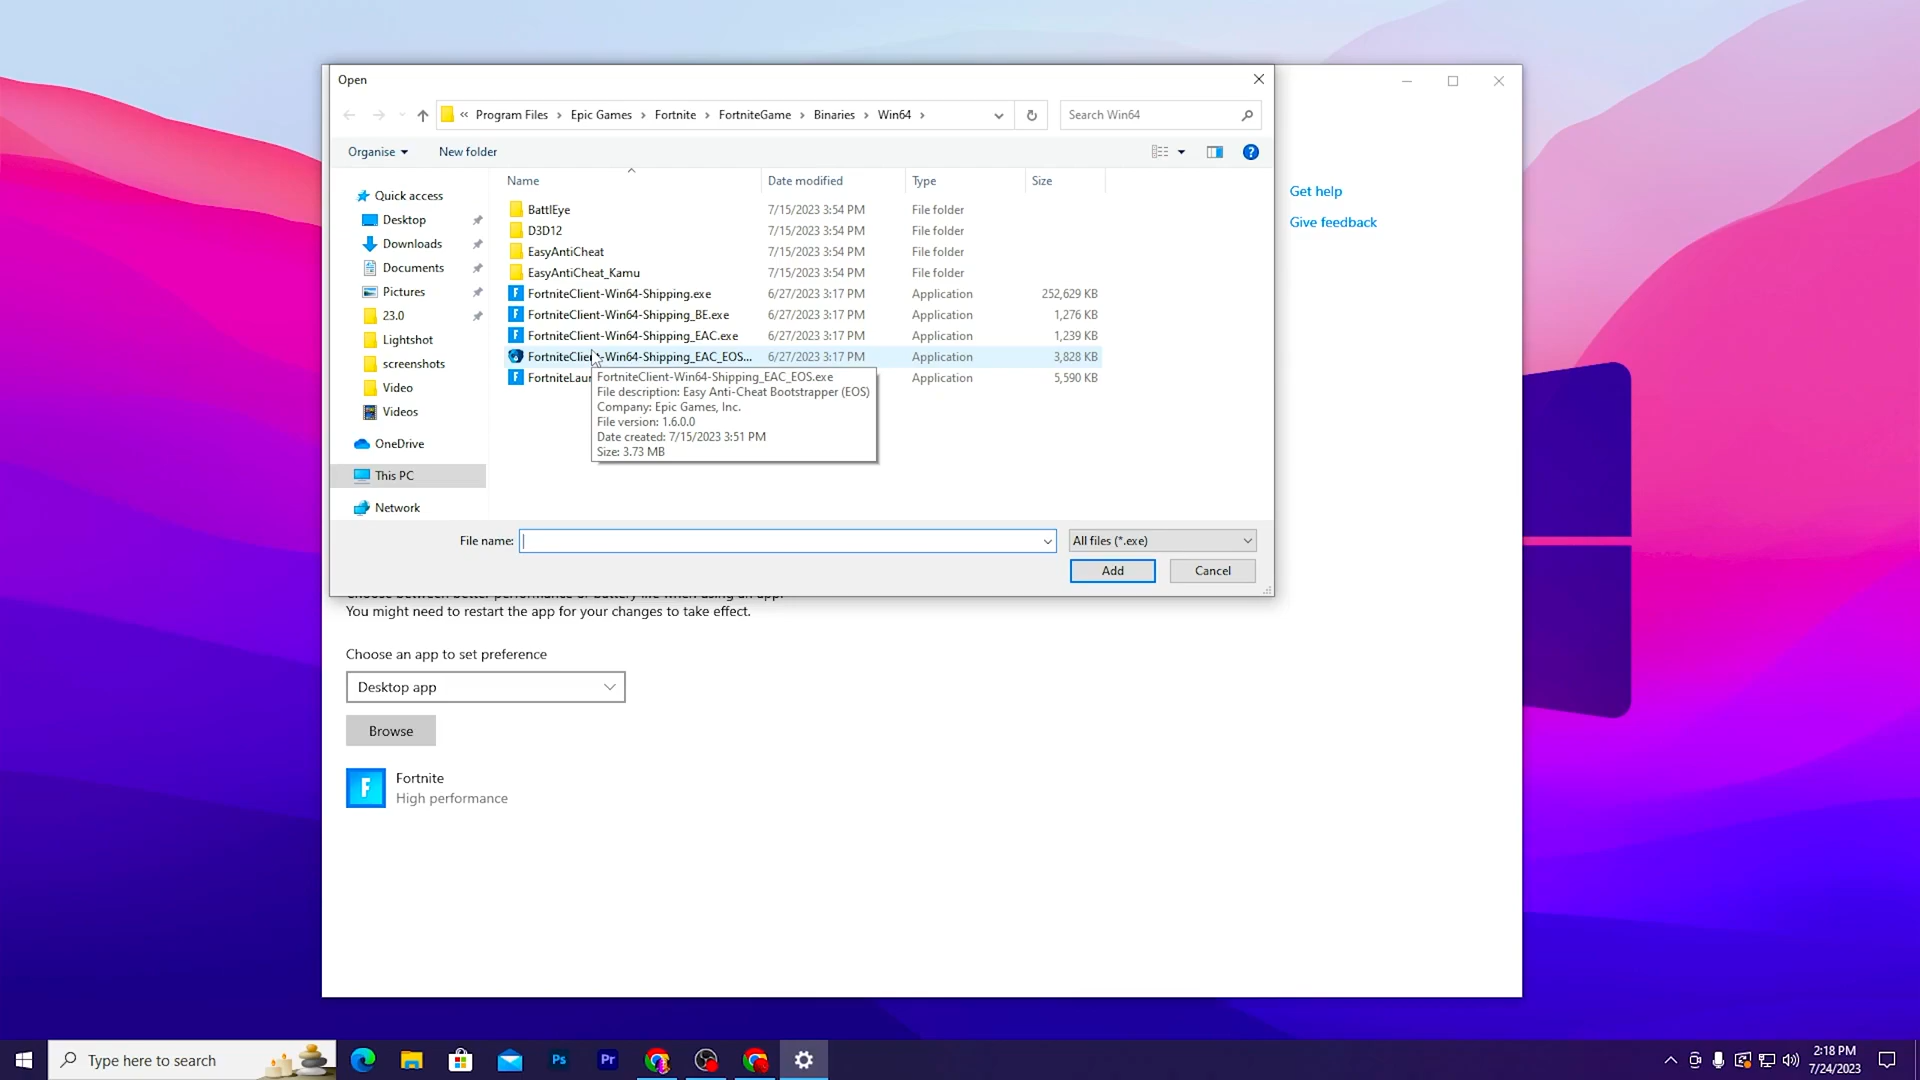 Open
« Program Files › Epic Games › Fortnite › FortniteGame › Binaries › Win64 ›
Search Win64
Organise
New folder
Get help
Give feedback
Quick access
Desktop
Downloads
Documents
Pictures
23.0
Lightshot
screenshots
Video
Videos
OneDrive
This PC
Network
Name Date modified Type Size
BattlEye 7/15/2023 3:54 PM File folder
D3D12 7/15/2023 3:54 PM File folder
EasyAntiCheat 7/15/2023 3:54 PM File folder
EasyAntiCheat_Kamu 7/15/2023 3:54 PM File folder
FortniteClient-Win64-Shipping.exe 6/27/2023 3:17 PM Application 252,629 KB
FortniteClient-Win64-Shipping_BE.exe 6/27/2023 3:17 PM Application 1,276 KB
FortniteClient-Win64-Shipping_EAC.exe 6/27/2023 3:17 PM Application 1,239 KB
FortniteClient-Win64-Shipping_EAC_EOS... 6/27/2023 3:17 PM Application 3,828 KB
FortniteLaun Application 5,590 KB
FortniteClient-Win64-Shipping_EAC_EOS.exe
File description: Easy Anti-Cheat Bootstrapper (EOS)
Company: Epic Games, Inc.
File version: 1.6.0.0
Date created: 7/15/2023 3:51 PM
Size: 3.73 MB
File name:
All files (*.exe)
Add
Cancel
Choose between better performance or battery life when using an app.
You might need to restart the app for your changes to take effect.
Choose an app to set preference
Desktop app
Browse
F
Fortnite
High performance
Type here to search
Ps
Pr
2:18 PM
7/24/2023